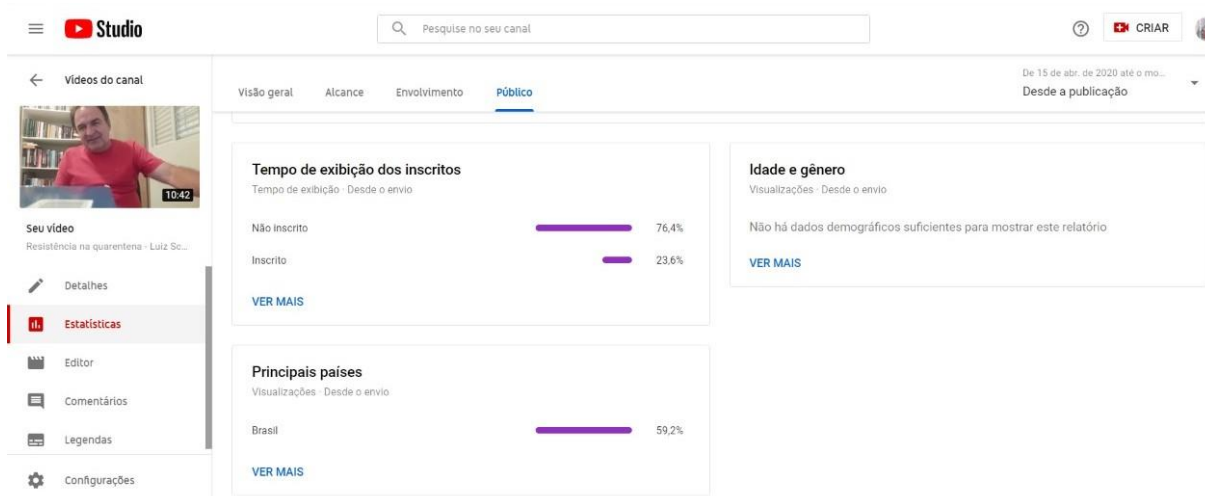 Studio
Pesquise no seu canal
CRIAR
Vídeos do canal
10:42
Seu vídeo
Resistência na quarentena - Luiz Sc...
Detalhes
Estatísticas
Editor
Comentários
Legendas
Configurações
Visão geral Alcance Envolvimento Público
De 15 de abr. de 2020 até o mo...
Desde a publicação
Tempo de exibição dos inscritos
Tempo de exibição · Desde o envio
Não inscrito 76,4%
Inscrito 23,6%
VER MAIS
Idade e gênero
Visualizações · Desde o envio
Não há dados demográficos suficientes para mostrar este relatório
VER MAIS
Principais países
Visualizações · Desde o envio
Brasil 59,2%
VER MAIS